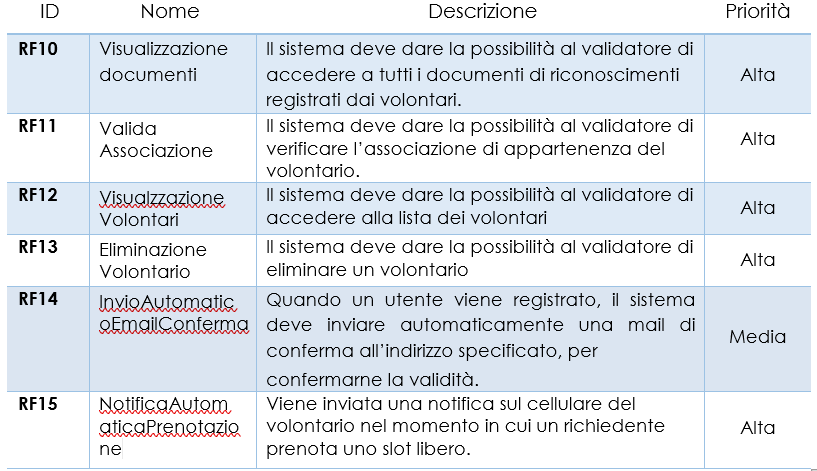 ID Nome Descrizione Priorità
RF10 Visualizzazione Il sistema deve dare la possibilità al validatore di
documenti accedere a tutti i documenti di riconoscimenti Alta
registrati dai volontari.
RF11 Valida Il sistema deve dare la possibilità al validatore di
Associazione verificare l’associazione di appartenenza del Alta
volontario.
RF12 Visualzzazione Il sistema deve dare la possibilità al validatore di
Volontari accedere alla lista dei volontari Alta
RF13 Eliminazione Il sistema deve dare la possibilità al validatore di
Volontario eliminare un volontario Alta
RF14 InvioAutomatic Quando un utente viene registrato, il sistema
oEmailConferma deve inviare automaticamente una mail di Media
conferma all’indirizzo specificato, per
confermarne la validità.
RF15 NotificaAutom Viene inviata una notifica sul cellulare del
aticaPrenotazio volontario nel momento in cui un richiedente Alta
ne prenota uno slot libero.